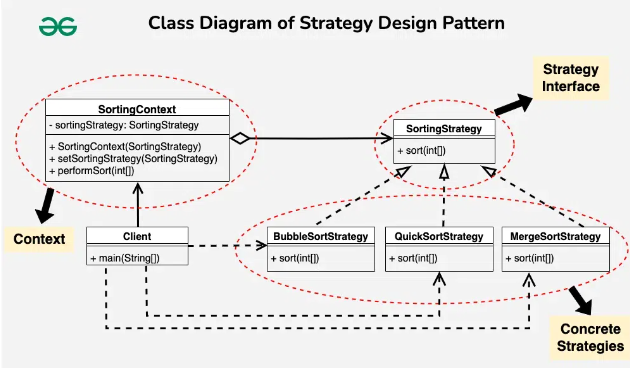 Class Diagram of Strategy Design Pattern
Strategy
Interface
SortingContext
- sortingStrategy: SortingStrategy
+ SortingContext(SortingStrategy)
+ setSortingStrategy(SortingStrategy)
+ performSort(int[])
SortingStrategy
+ sort(int[])
Context
Client
+ main(String[])
BubbleSortStrategy
+ sort(int[])
QuickSortStrategy
+ sort(int[])
MergeSortStrategy
+ sort(int[])
Concrete
Strategies